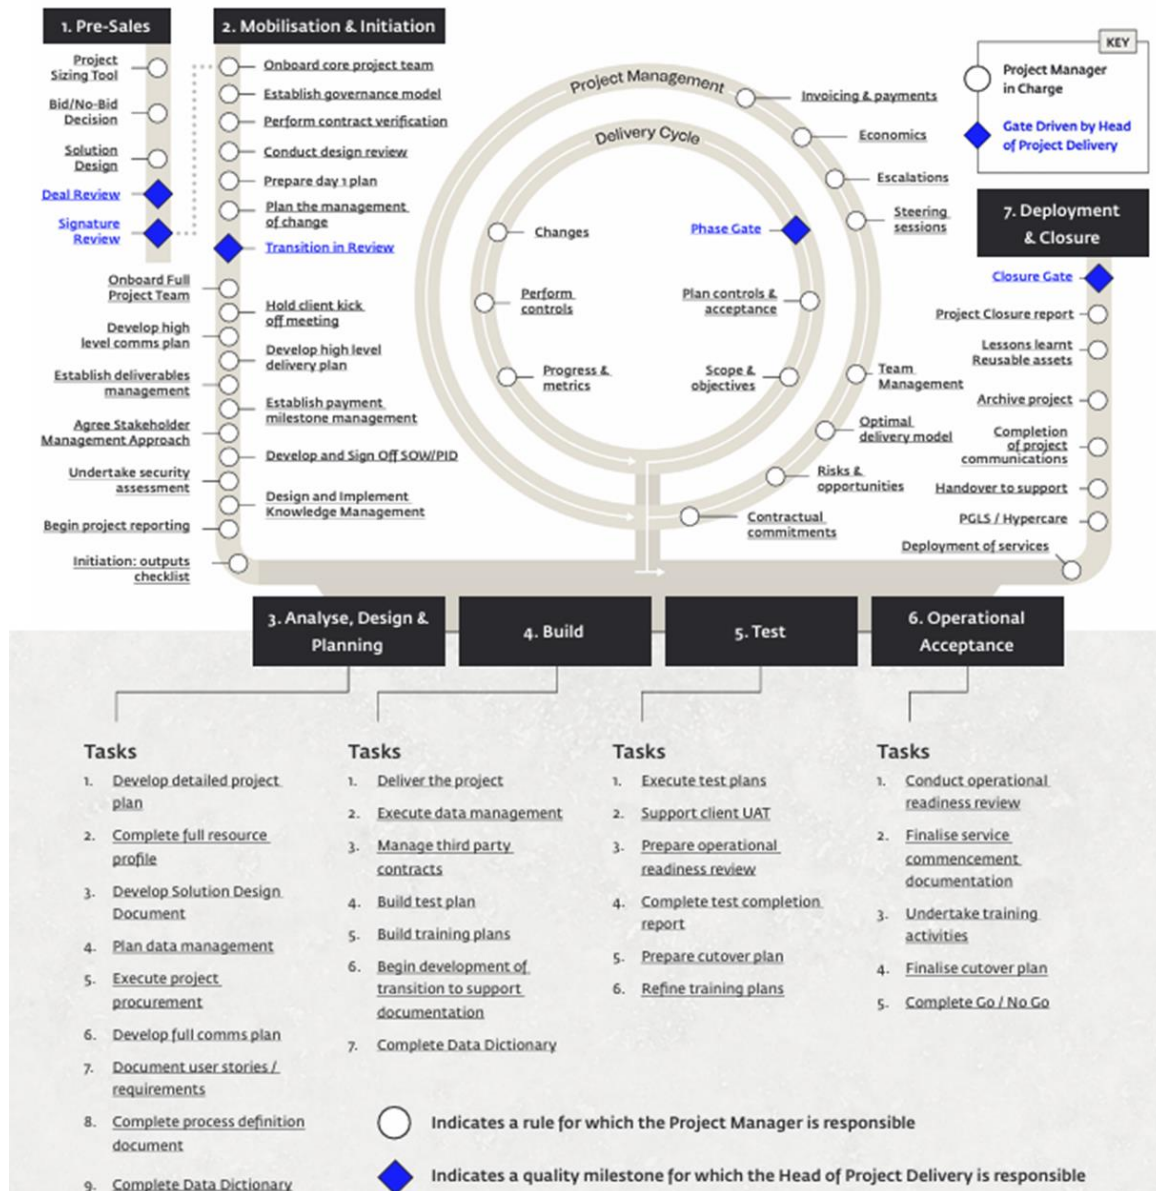 1. Pre-Sales
Project
Sizing Tool
Bid/No-Bid
Decision
Solution
Design
Deal Review
Signature
Review
2. Mobilisation & Initiation
Onboard core project team
Establish governance model
Perform contract verification
Conduct design review
Prepare day 1 plan
Plan the management
of change
Transition in Review
Onboard Full
Project Team
Hold client kick
off meeting
Develop high
level comms plan
Develop high level
delivery plan
Establish deliverables
management
Establish payment
milestone management
Agree Stakeholder
Management Approach
Develop and Sign Off SOW/PID
Undertake security
assessment
Design and Implement
Knowledge Management
Begin project reporting
Initiation: outputs
checklist
Project Management
Delivery Cycle
Changes
Perform
controls
Progress &
metrics
Phase Gate
Plan controls &
acceptance
Scope &
objectives
Invoicing & payments
Economics
Escalations
Steering
sessions
Team
Management
Optimal
delivery model
Risks &
opportunities
Contractual
commitments
KEY
Project Manager
in Charge
Gate Driven by Head
of Project Delivery
7. Deployment
& Closure
Closure Gate
Project Closure report
Lessons learnt
Reusable assets
Archive project
Completion
of project
communications
Handover to support
PGLS / Hypercare
Deployment of services
3. Analyse, Design &
Planning
4. Build
5. Test
6. Operational
Acceptance
Tasks
1. Develop detailed project
plan
2. Complete full resource
profile
3. Develop Solution Design
Document
4. Plan data management
5. Execute project
procurement
6. Develop full comms plan
7. Document user stories /
requirements
8. Complete process definition
document
9. Complete Data Dictionary
Tasks
1. Deliver the project
2. Execute data management
3. Manage third party
contracts
4. Build test plan
5. Build training plans
6. Begin development of
transition to support
documentation
7. Complete Data Dictionary
Tasks
1. Execute test plans
2. Support client UAT
3. Prepare operational
readiness review
4. Complete test completion
report
5. Prepare cutover plan
6. Refine training plans
Tasks
1. Conduct operational
readiness review
2. Finalise service
commencement
documentation
3. Undertake training
activities
4. Finalise cutover plan
5. Complete Go / No Go
Indicates a rule for which the Project Manager is responsible
Indicates a quality milestone for which the Head of Project Delivery is responsible